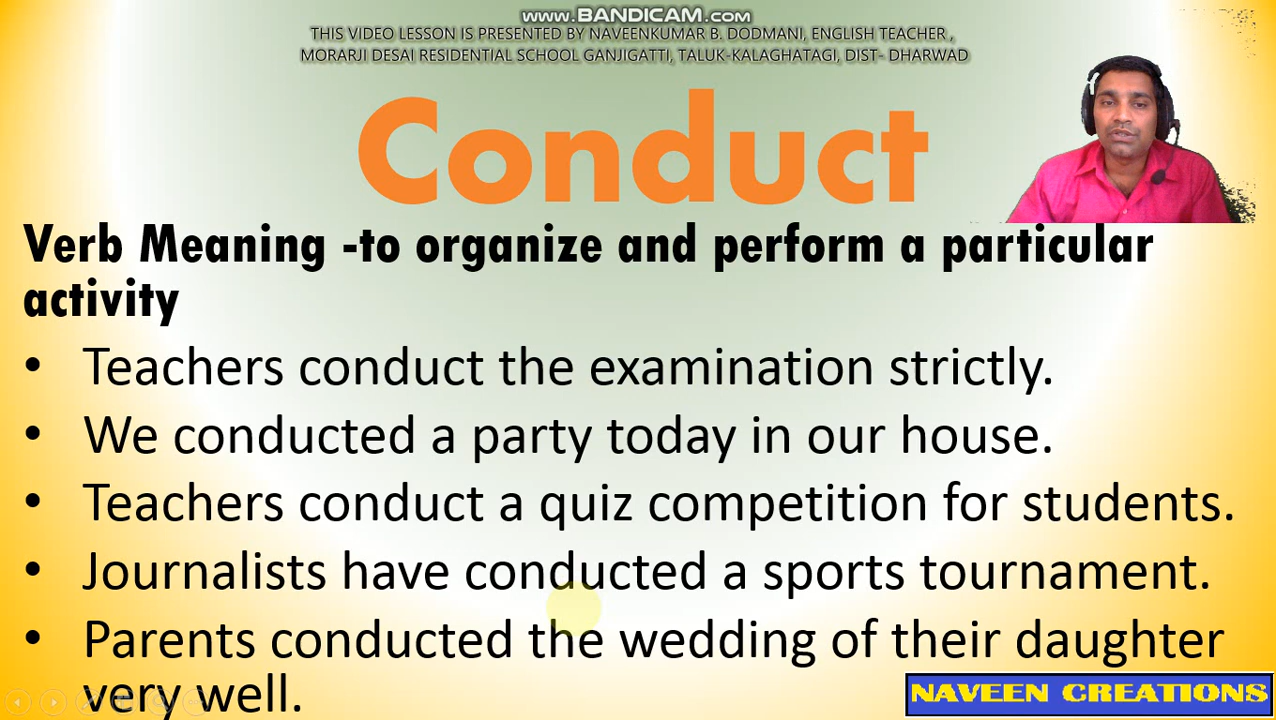 www.BANDICAM.com
THIS VIDEO LESSON IS PRESENTED BY NAVEENKUMAR B. DODMANI, ENGLISH TEACHER ,
MORARJI DESAI RESIDENTIAL SCHOOL GANJIGATTI, TALUK-KALAGHATAGI, DIST- DHARWAD
Conduct
Verb Meaning -to organize and perform a particular
activity
• Teachers conduct the examination strictly.
• We conducted a party today in our house.
• Teachers conduct a quiz competition for students.
• Journalists have conducted a sports tournament.
• Parents conducted the wedding of their daughter
very well.
NAVEEN CREATIONS